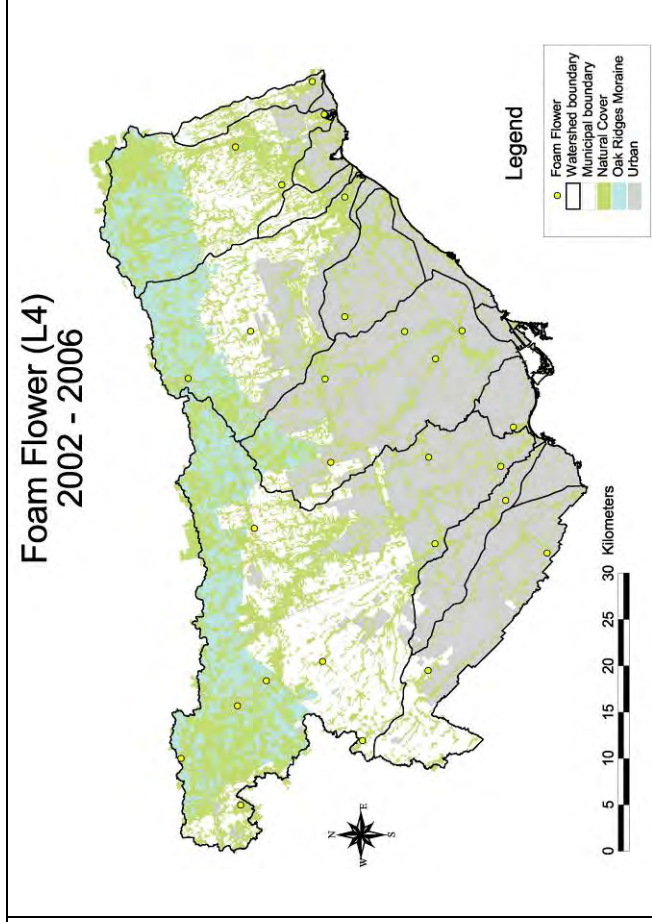 Foam Flower (L4)
2002 - 2006
N
W
E
S
0 5 10 15 20 25 30
Kilometers
Legend
Foam Flower
Watershed boundary
Municipal boundary
Natural Cover
Oak Ridges Moraine
Urban